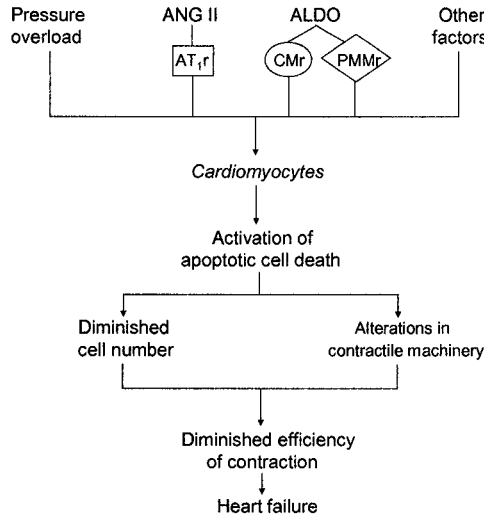 Pressure
overload
ANG II
ALDO
Other
factors
AT1r
CMr
PMMr
Cardiomyocytes
Activation of
apoptotic cell death
Diminished
cell number
Alterations in
contractile machinery
Diminished efficiency
of contraction
Heart failure